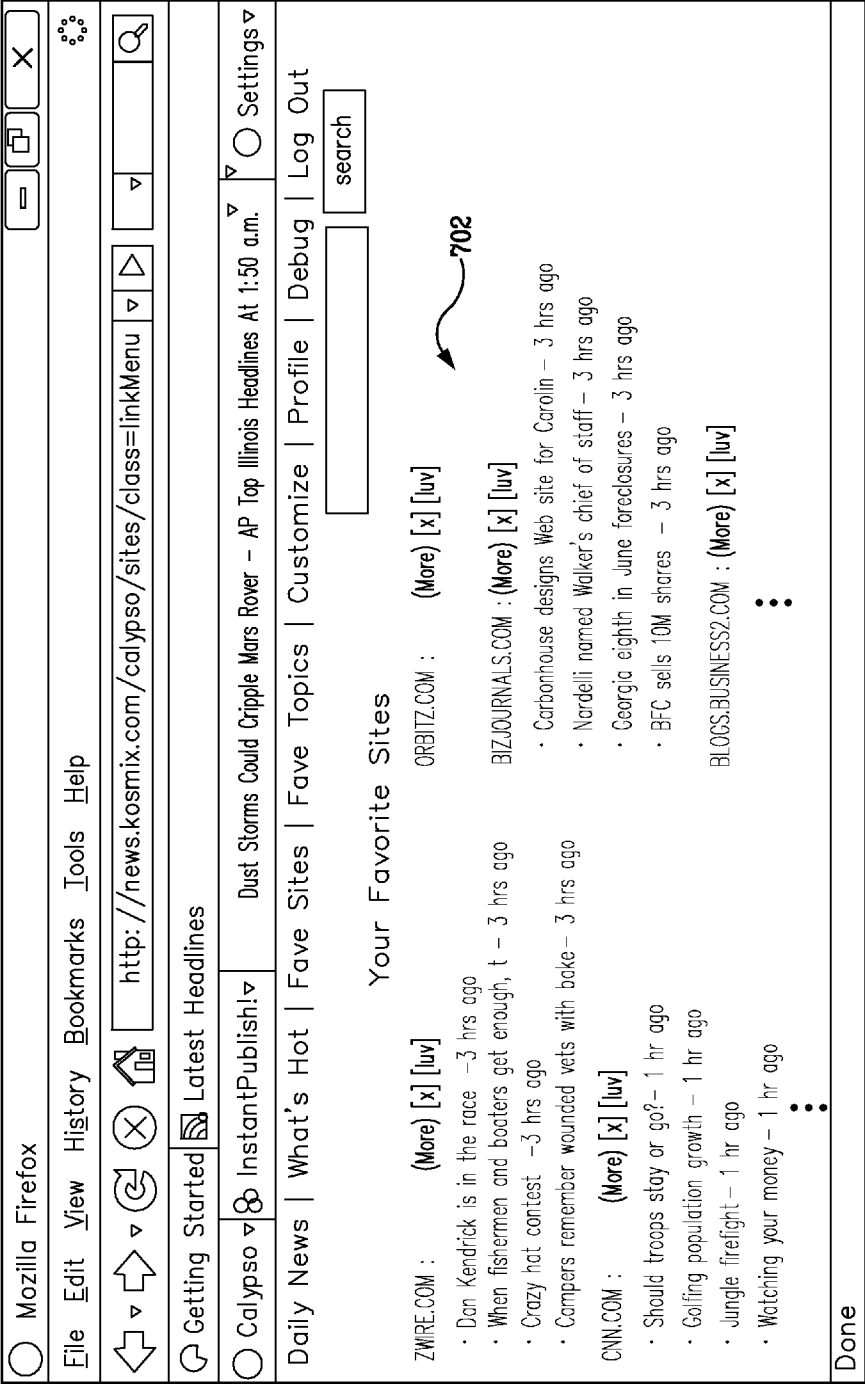 Mozilla Firefox
File Edit View History Bookmarks Tools Help
http: //news.kosmix.com/calypso/sites/class=linkMenu
Getting Started Latest Headlines
Calypso InstantPublish! Dust Storms Could Cripple Mars Rover – AP Top Illinois Headlines At 1:50 a.m. Settings
Daily News | What's Hot | Fave Sites | Fave Topics | Customize | Profile | Debug | Log Out
search
Your Favorite Sites
702
ZWIRE.COM : (More) [x] [luv]
· Dan Kendrick is in the race –3 hrs ago
· When fishermen and boaters get enough, t – 3 hrs ago
· Crazy hat contest –3 hrs ago
· Campers remember wounded vets with bake– 3 hrs ago
CNN.COM : (More) [x] [luv]
· Should troops stay or go?– 1 hr ago
· Golfing population growth – 1 hr ago
· Jungle firefight – 1 hr ago
· Watching your money – 1 hr ago
ORBITZ.COM : (More) [x] [luv]
BIZJOURNALS.COM : (More) [x] [luv]
· Carbonhouse designs Web site for Carolin – 3 hrs ago
· Nardelli named Walker's chief of staff – 3 hrs ago
· Georgia eighth in June foreclosures – 3 hrs ago
· BFC sells 10M shares – 3 hrs ago
BLOGS.BUSINESS2.COM : (More) [x] [luv]
Done